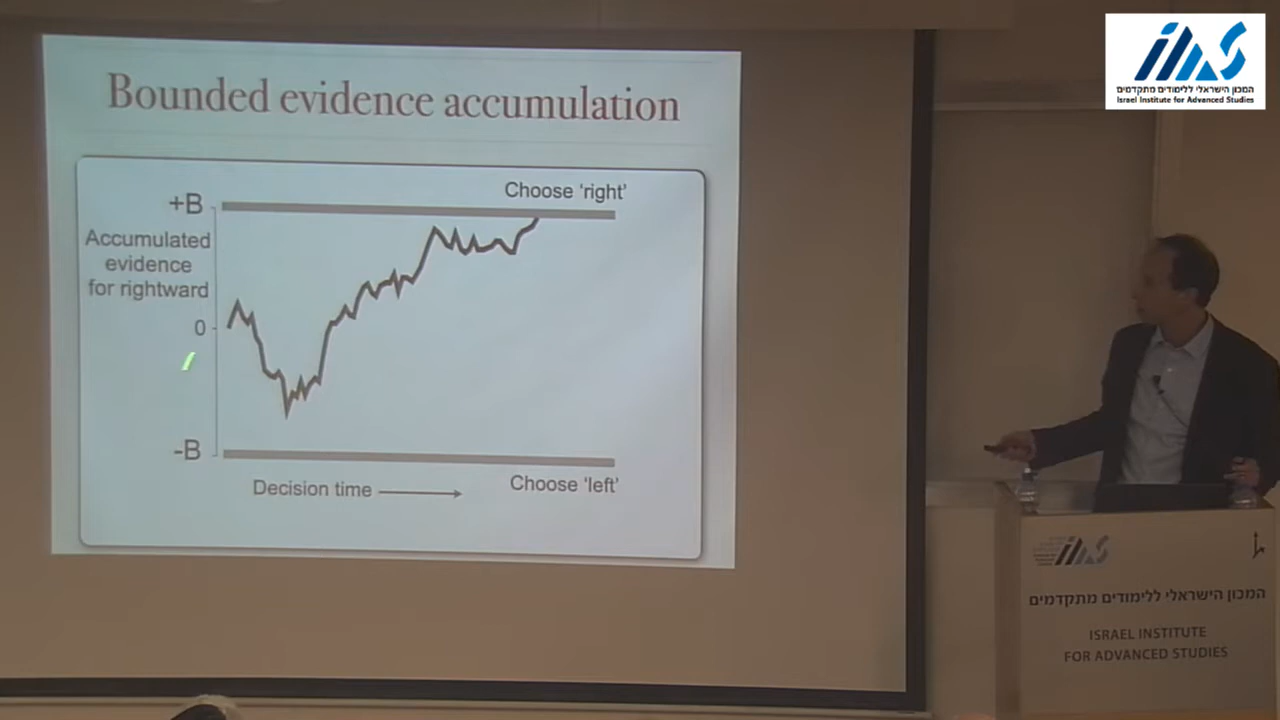 Bounded evidence accumulation
Choose ‘right’
+B
Accumulated
evidence
for rightward
0
-B
Decision time
Choose ‘left’
המכון הישראלי ללימודים מתקדמים
Israel Institute for Advanced Studies
המכון הישראלי ללימודים מתקדמים
ISRAEL INSTITUTE
FOR ADVANCED STUDIES